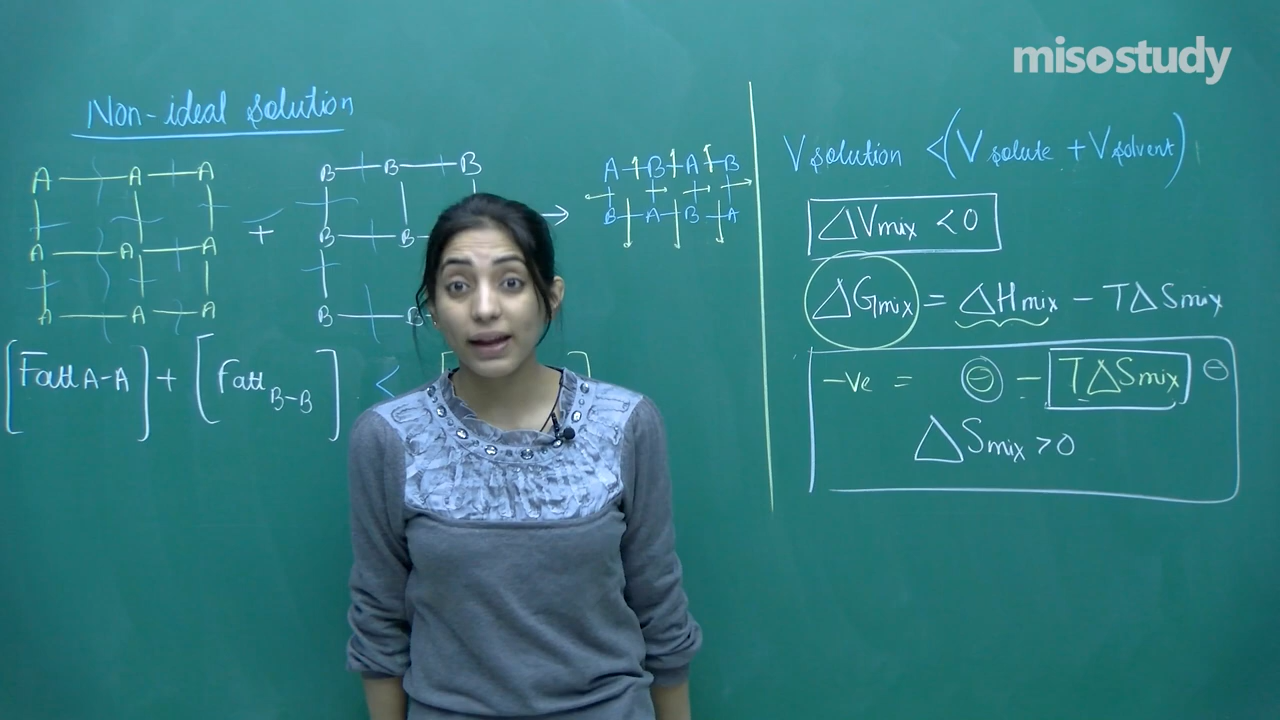 misostudy
Non-ideal solution
A A A
A A A
A A A
+
B B B
B B
B B
→
A B A B
B A B A
[Fatt A-A] + [Fatt B-B] < [ ]
V solution < (V solute + V solvent)
ΔVmix < 0
ΔGmix = ΔHmix - TΔSmix
-ve = ⊖ - TΔSmix ⊖
ΔSmix > 0